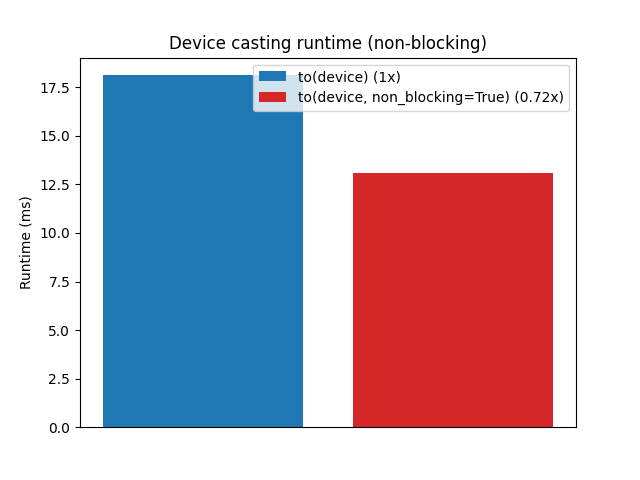 Device casting runtime (non-blocking)
to(device) (1x)
to(device, non_blocking=True) (0.72x)
Runtime (ms)
17.5
15.0
12.5
10.0
7.5
5.0
2.5
0.0